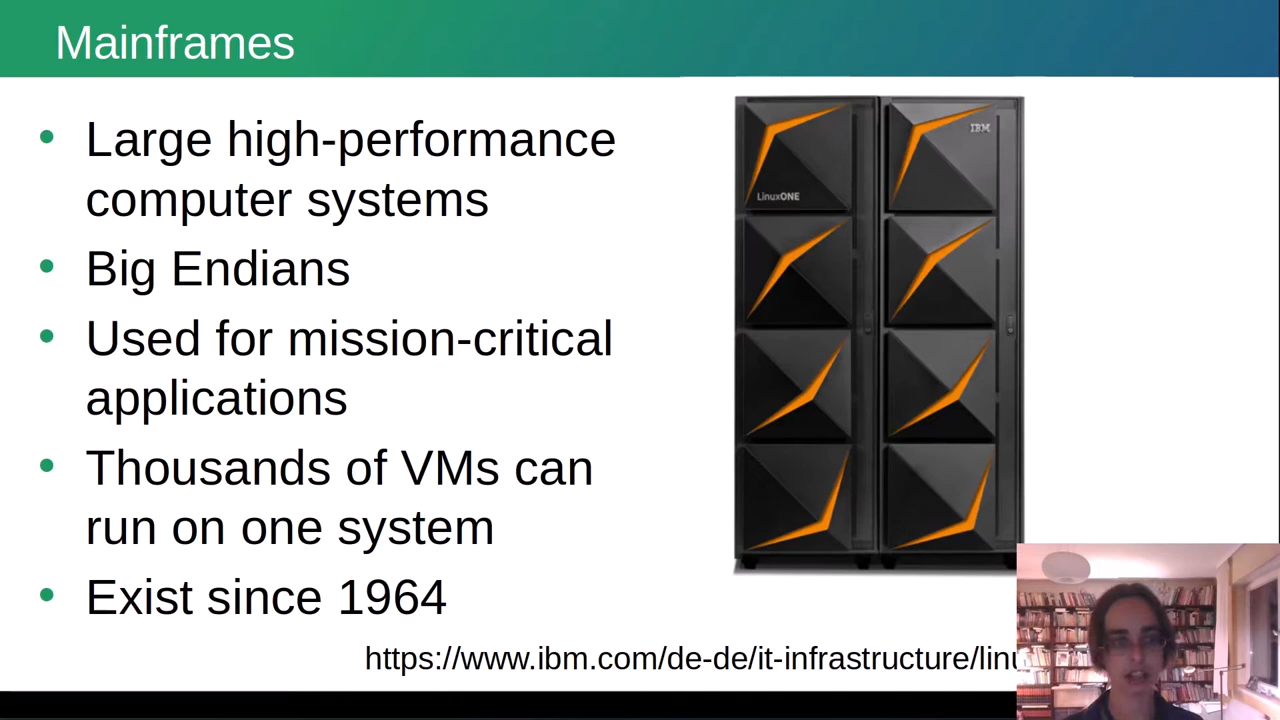 Mainframes
Large high-performance
computer systems
Big Endians
Used for mission-critical
applications
Thousands of VMs can
run on one system
Exist since 1964
IBM
LinuxONE
https://www.ibm.com/de-de/it-infrastructure/linu